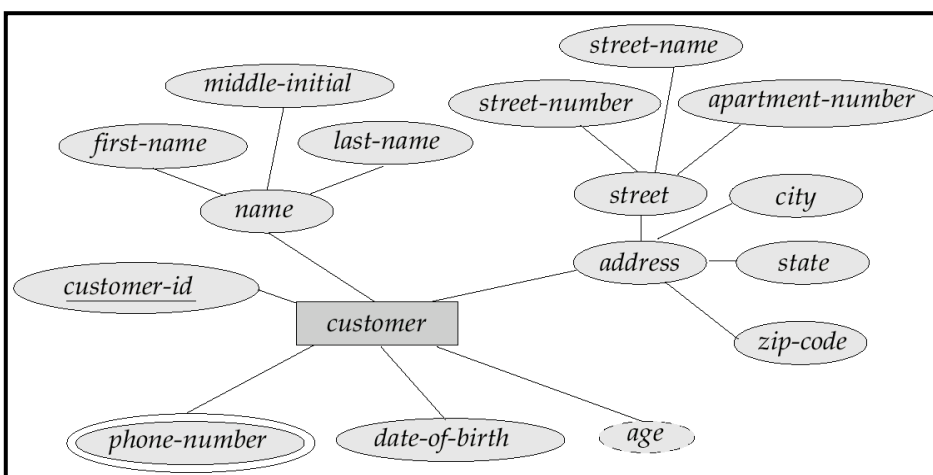 street-name
middle-initial
street-number
apartment-number
first-name
last-name
name
street
city
address
state
customer-id
customer
zip-code
phone-number
date-of-birth
age